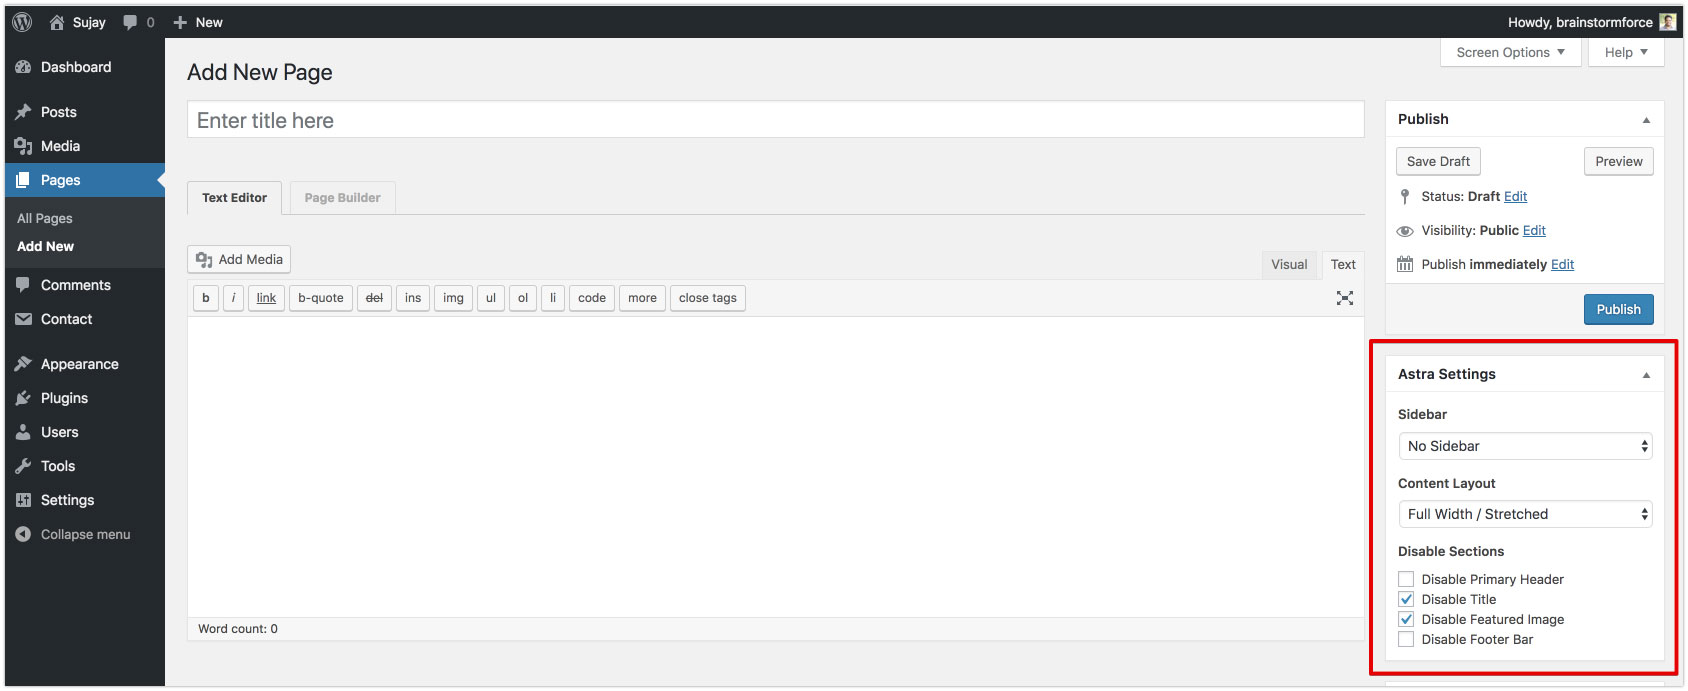 Sujay
0
New
Howdy, brainstormforce
Dashboard
Posts
Media
Pages
All Pages
Add New
Comments
Contact
Appearance
Plugins
Users
Tools
Settings
Collapse menu
Screen Options
Help
Add New Page
Enter title here
Text Editor
Page Builder
Add Media
Visual
Text
b
i
link
b-quote
del
ins
img
ul
ol
li
code
more
close tags
Word count: 0
Publish
Save Draft
Preview
Status: Draft Edit
Visibility: Public Edit
Publish immediately Edit
Publish
Astra Settings
Sidebar
No Sidebar
Content Layout
Full Width / Stretched
Disable Sections
Disable Primary Header
Disable Title
Disable Featured Image
Disable Footer Bar